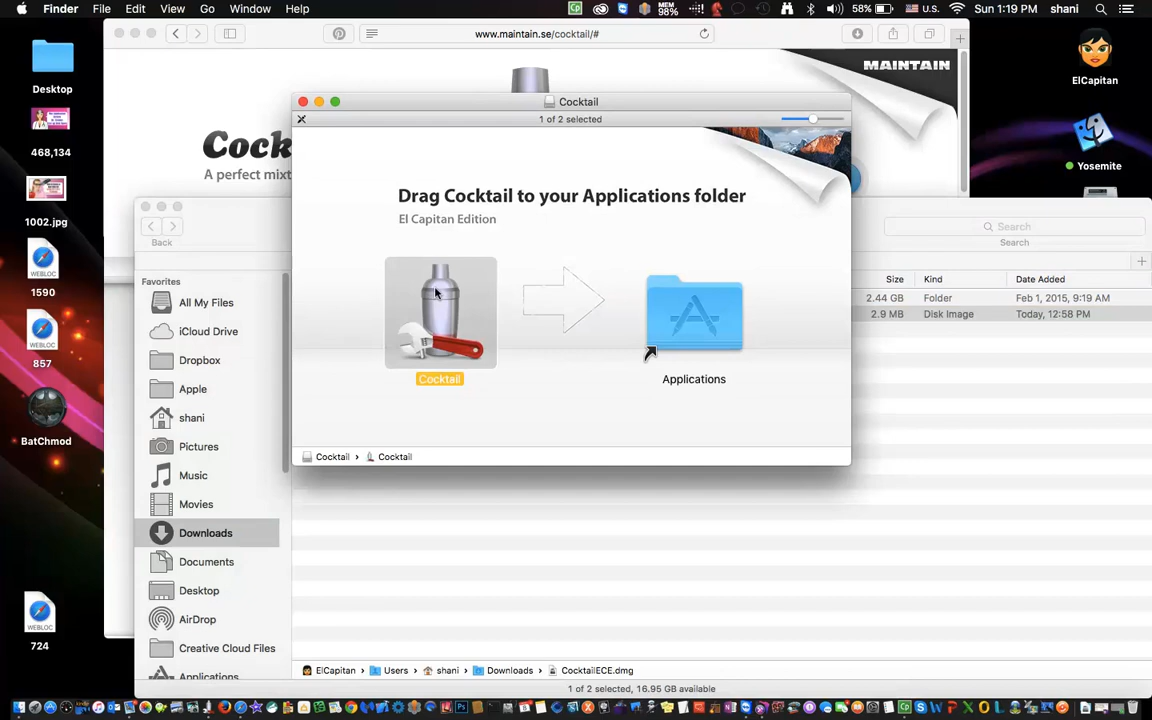 Finder File Edit View Go Window Help
MEM 98%
58% U.S. Sun 1:19 PM shani
www.maintain.se/cocktail/#
Desktop
468,134
1002.jpg
WEBLOC
1590
WEBLOC
857
BatChmod
WEBLOC
724
ElCapitan
Yosemite
MAINTAIN
Cock
A perfect mixt
Cocktail
1 of 2 selected
Drag Cocktail to your Applications folder
El Capitan Edition
Cocktail
Applications
Cocktail › Cocktail
Back
Search
Search
Favorites
All My Files
iCloud Drive
Dropbox
Apple
shani
Pictures
Music
Movies
Downloads
Documents
Desktop
AirDrop
Creative Cloud Files
Applications
Size Kind Date Added
2.44 GB Folder Feb 1, 2015, 9:19 AM
2.9 MB Disk Image Today, 12:58 PM
ElCapitan › Users › shani › Downloads › CocktailECE.dmg
1 of 2 selected, 16.95 GB available